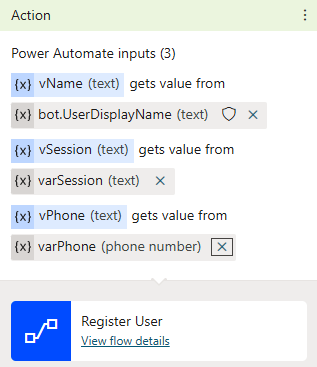 Action
Power Automate inputs (3)
{x} vName (text) gets value from
{x} bot.UserDisplayName (text)
{x} vSession (text) gets value from
{x} varSession (text)
{x} vPhone (text) gets value from
{x} varPhone (phone number)
Register User
View flow details